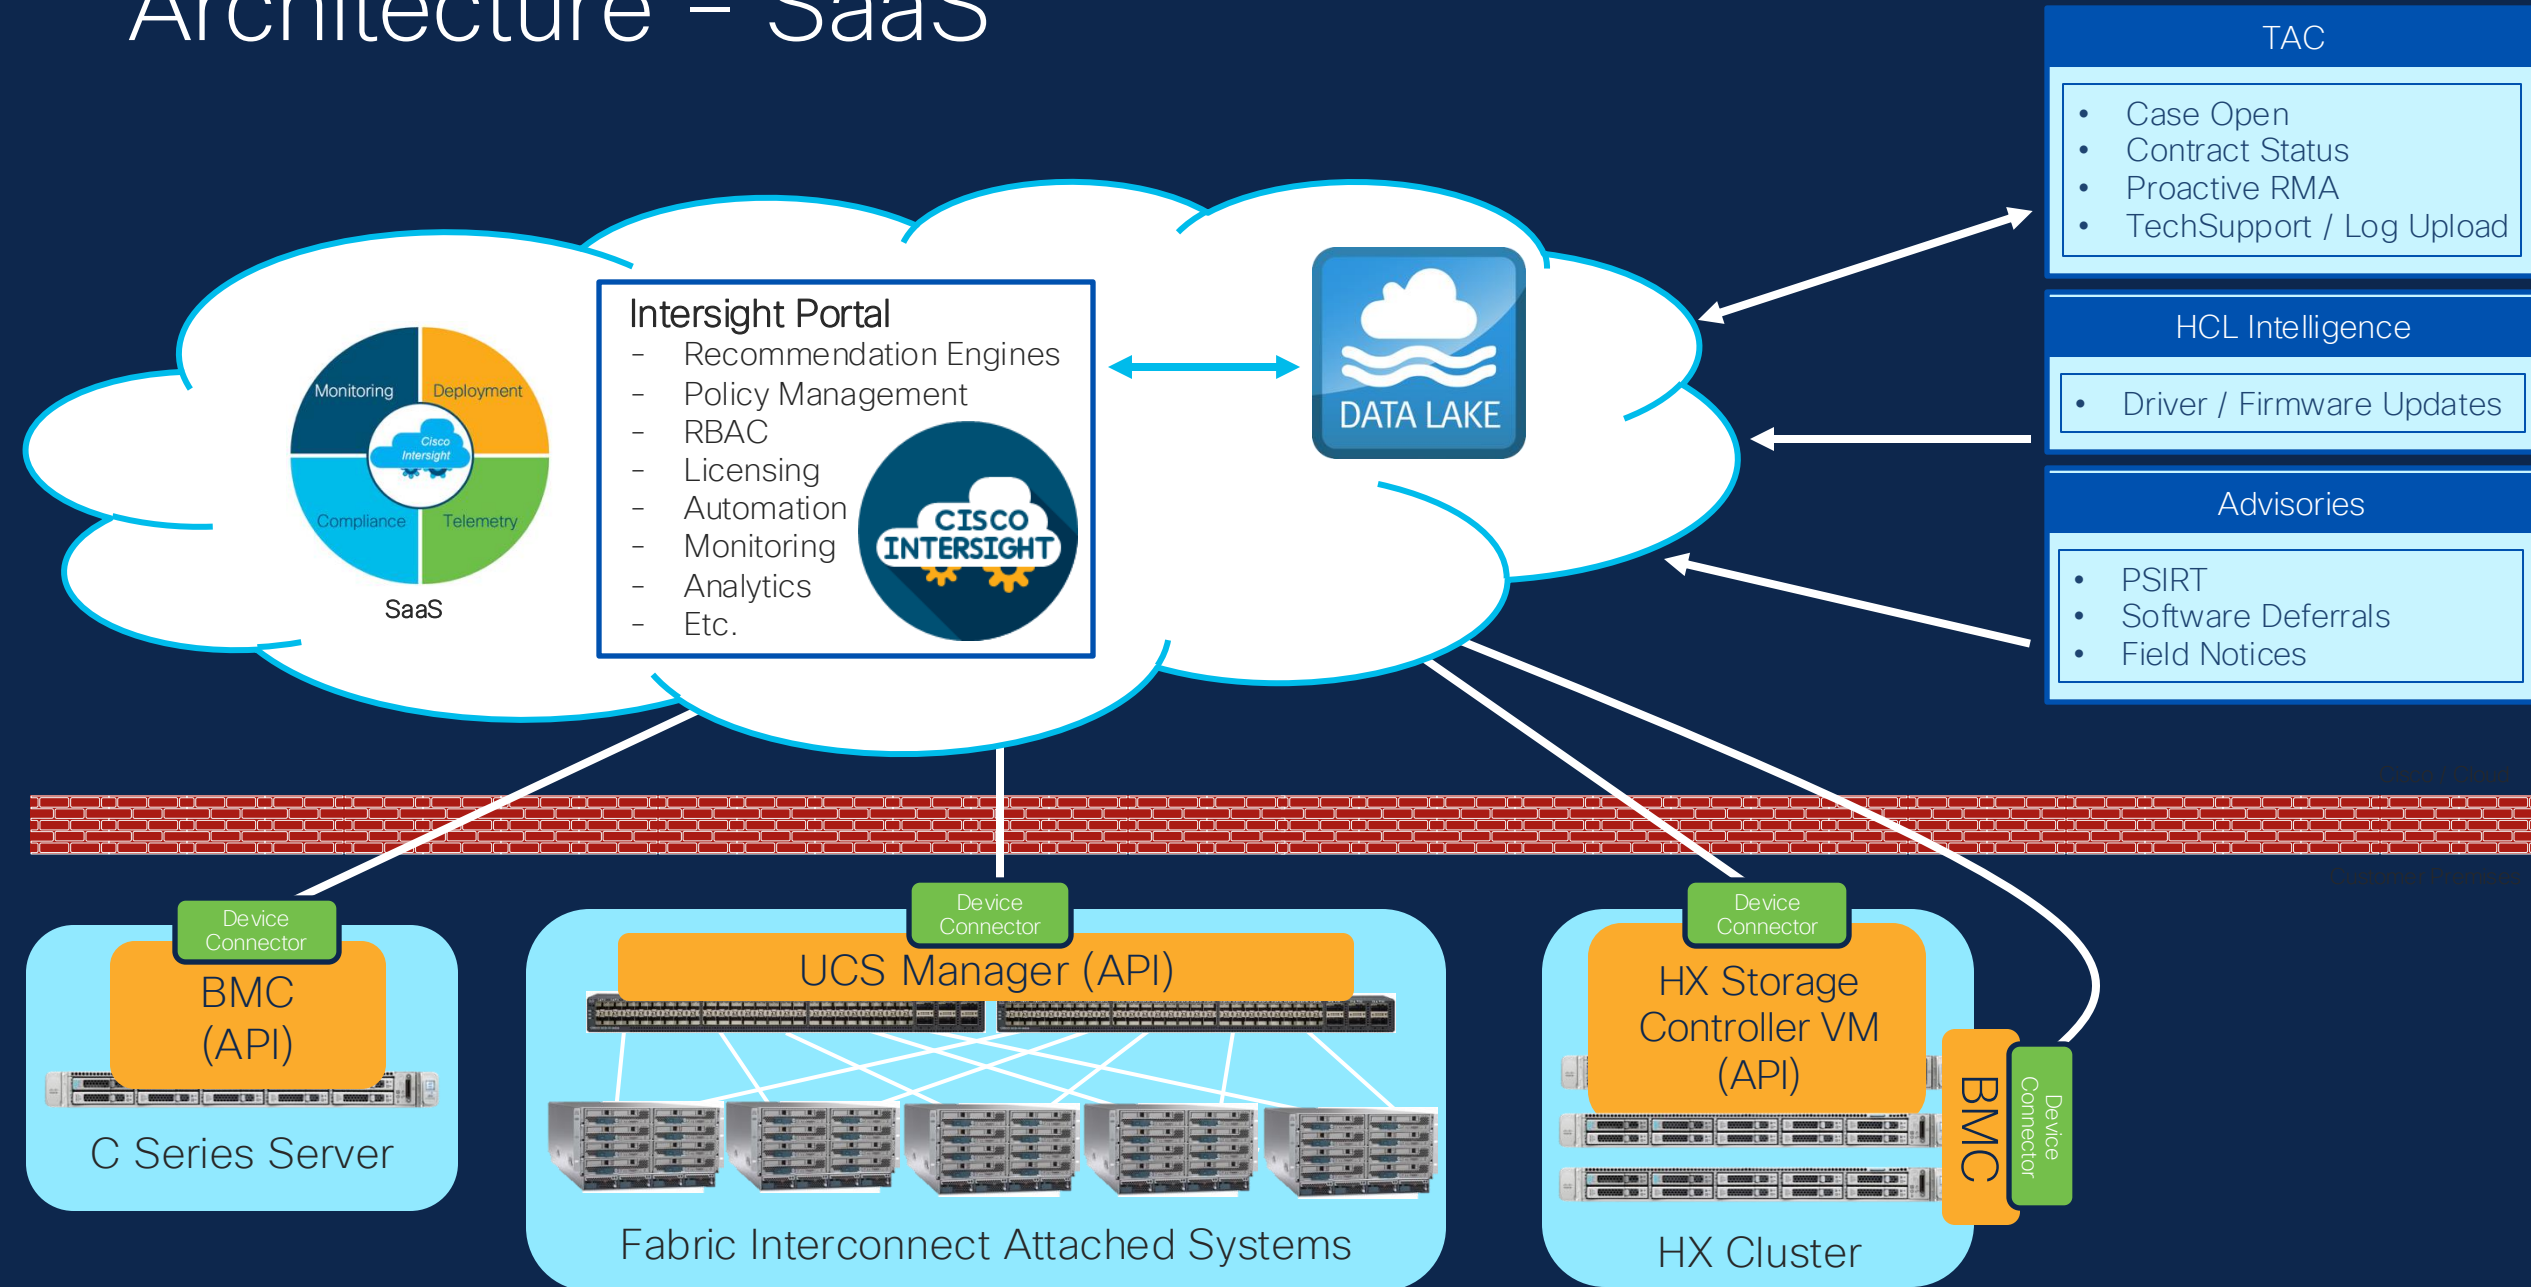 Architecture – SaaS
TAC
• Case Open
• Contract Status
• Proactive RMA
• TechSupport / Log Upload
HCL Intelligence
• Driver / Firmware Updates
Advisories
• PSIRT
• Software Deferrals
• Field Notices
Monitoring
Deployment
Cisco
Intersight
Compliance
Telemetry
SaaS
Intersight Portal
- Recommendation Engines
- Policy Management
- RBAC
- Licensing
- Automation
- Monitoring
- Analytics
- Etc.
CISCO
INTERSIGHT
DATA LAKE
Device
Connector
BMC
(API)
C Series Server
Device
Connector
UCS Manager (API)
Fabric Interconnect Attached Systems
Device
Connector
HX Storage
Controller VM
(API)
BMC
Device
Connector
HX Cluster